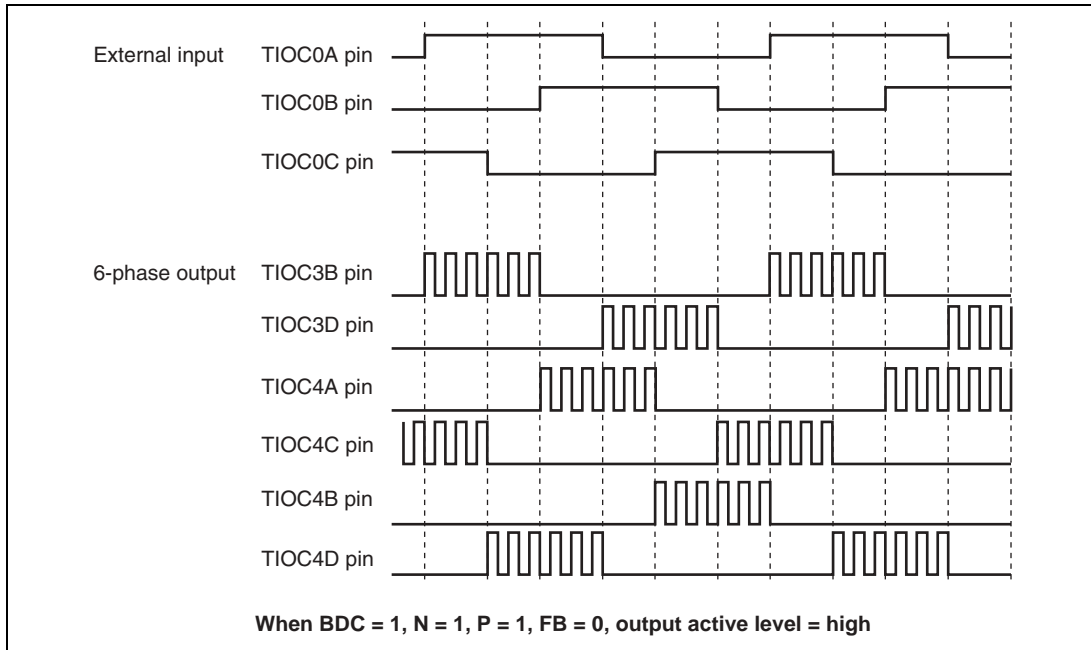 External input TIOC0A pin
TIOC0B pin
TIOC0C pin
6-phase output TIOC3B pin
TIOC3D pin
TIOC4A pin
TIOC4C pin
TIOC4B pin
TIOC4D pin
When BDC = 1, N = 1, P = 1, FB = 0, output active level = high